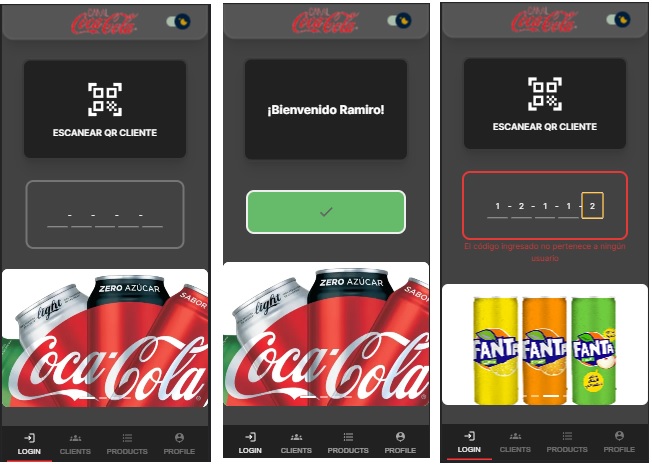 CANAL
Coca-Cola
ESCANEAR QR CLIENTE
- - - -
light
ZERO AZÚCAR
SABOR
Coca-Cola
LOGIN
CLIENTS
PRODUCTS
PROFILE
Coca-Cola
¡Bienvenido Ramiro!
light
ZERO AZÚCAR
SABOR
Coca-Cola
LOGIN
CLIENTS
PRODUCTS
PROFILE
Coca-Cola
ESCANEAR QR CLIENTE
1 - 2 - 1 - 1 - 2
El código ingresado no pertenece a ningún
usuario
FANTA
FANTA
FANTA
LOGIN
CLIENTS
PRODUCTS
PROFILE